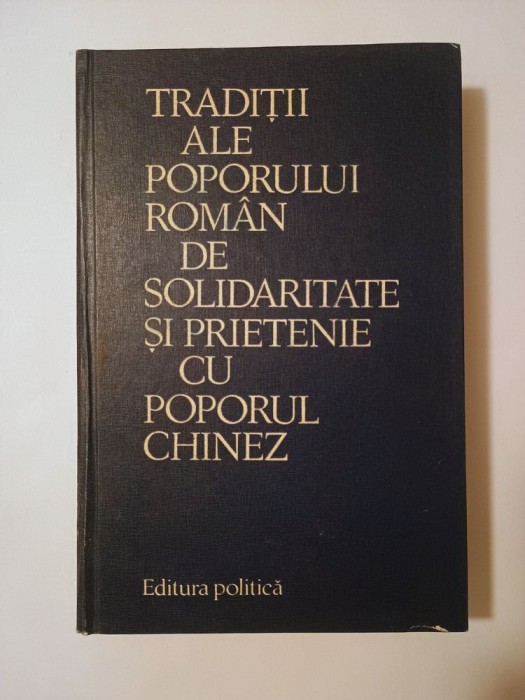 TRADIȚII
ALE
POPORULUI
ROMÂN
DE
SOLIDARITATE
ȘI PRIETENIE
CU
POPORUL
CHINEZ
Editura politică